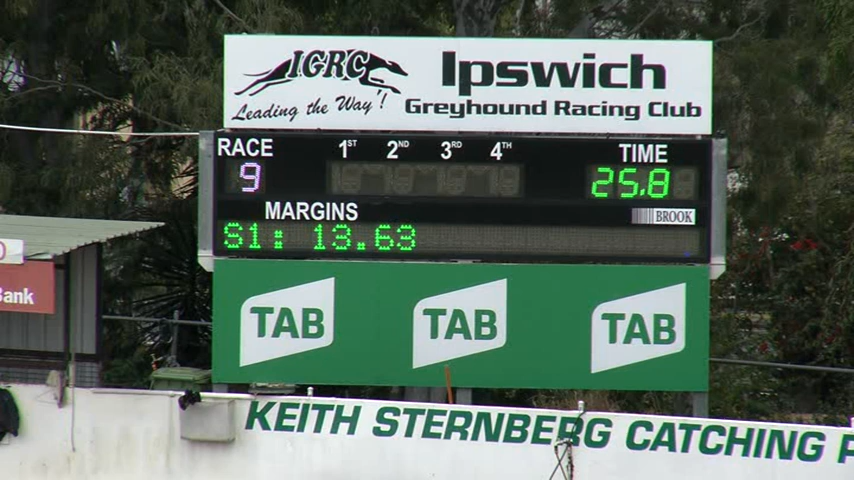 IGRC
Leading the Way!
Ipswich
Greyhound Racing Club
RACE 1ST 2ND 3RD 4TH TIME
9 25.8
MARGINS BROOK
S1: 13.63
Bank
TAB TAB TAB
KEITH STERNBERG CATCHING P